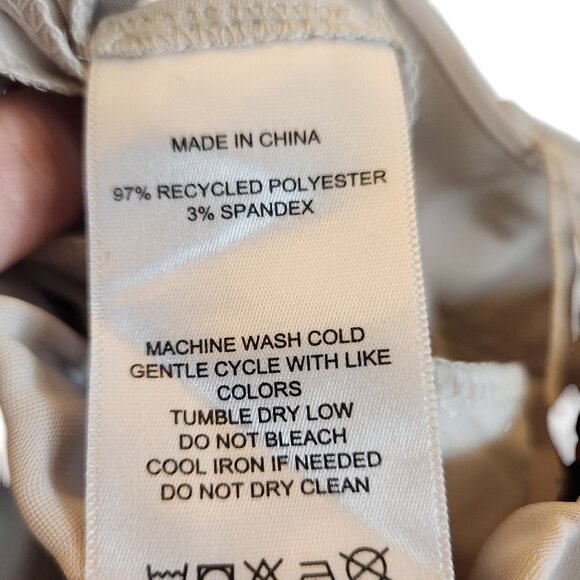 MADE IN CHINA
97% RECYCLED POLYESTER
3% SPANDEX
MACHINE WASH COLD
GENTLE CYCLE WITH LIKE
COLORS
TUMBLE DRY LOW
DO NOT BLEACH
COOL IRON IF NEEDED
DO NOT DRY CLEAN